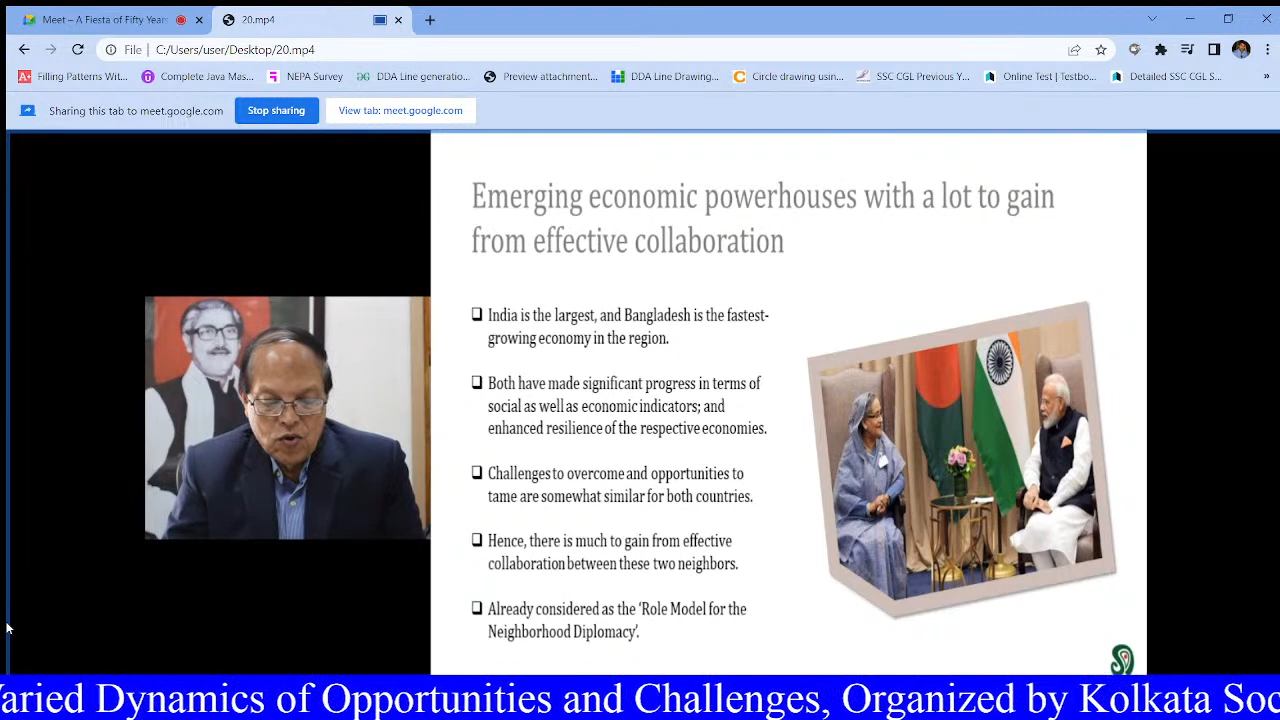 Meet – A Fiesta of Fifty Years
20.mp4
File | C:/Users/user/Desktop/20.mp4
Filling Patterns Wit...
Complete Java Mas...
NEPA Survey
DDA Line generatio...
Preview attachment...
DDA Line Drawing...
Circle drawing usin...
SSC CGL Previous Y...
Online Test| Testbo...
Detailed SSC CGL S...
»
Sharing this tab to meet.google.com
Stop sharing
View tab: meet.google.com
Emerging economic powerhouses with a lot to gain
from effective collaboration
❑ India is the largest, and Bangladesh is the fastest-
growing economy in the region.
❑ Both have made significant progress in terms of
social as well as economic indicators; and
enhanced resilience of the respective economies.
❑ Challenges to overcome and opportunities to
tame are somewhat similar for both countries.
❑ Hence, there is much to gain from effective
collaboration between these two neighbors.
❑ Already considered as the ‘Role Model for the
Neighborhood Diplomacy’.
Varied Dynamics of Opportunities and Challenges, Organized by Kolkata Soc